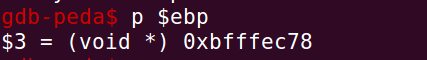 gdb-peda$ p $ebp
$3 = (void *) 0xbfffec78